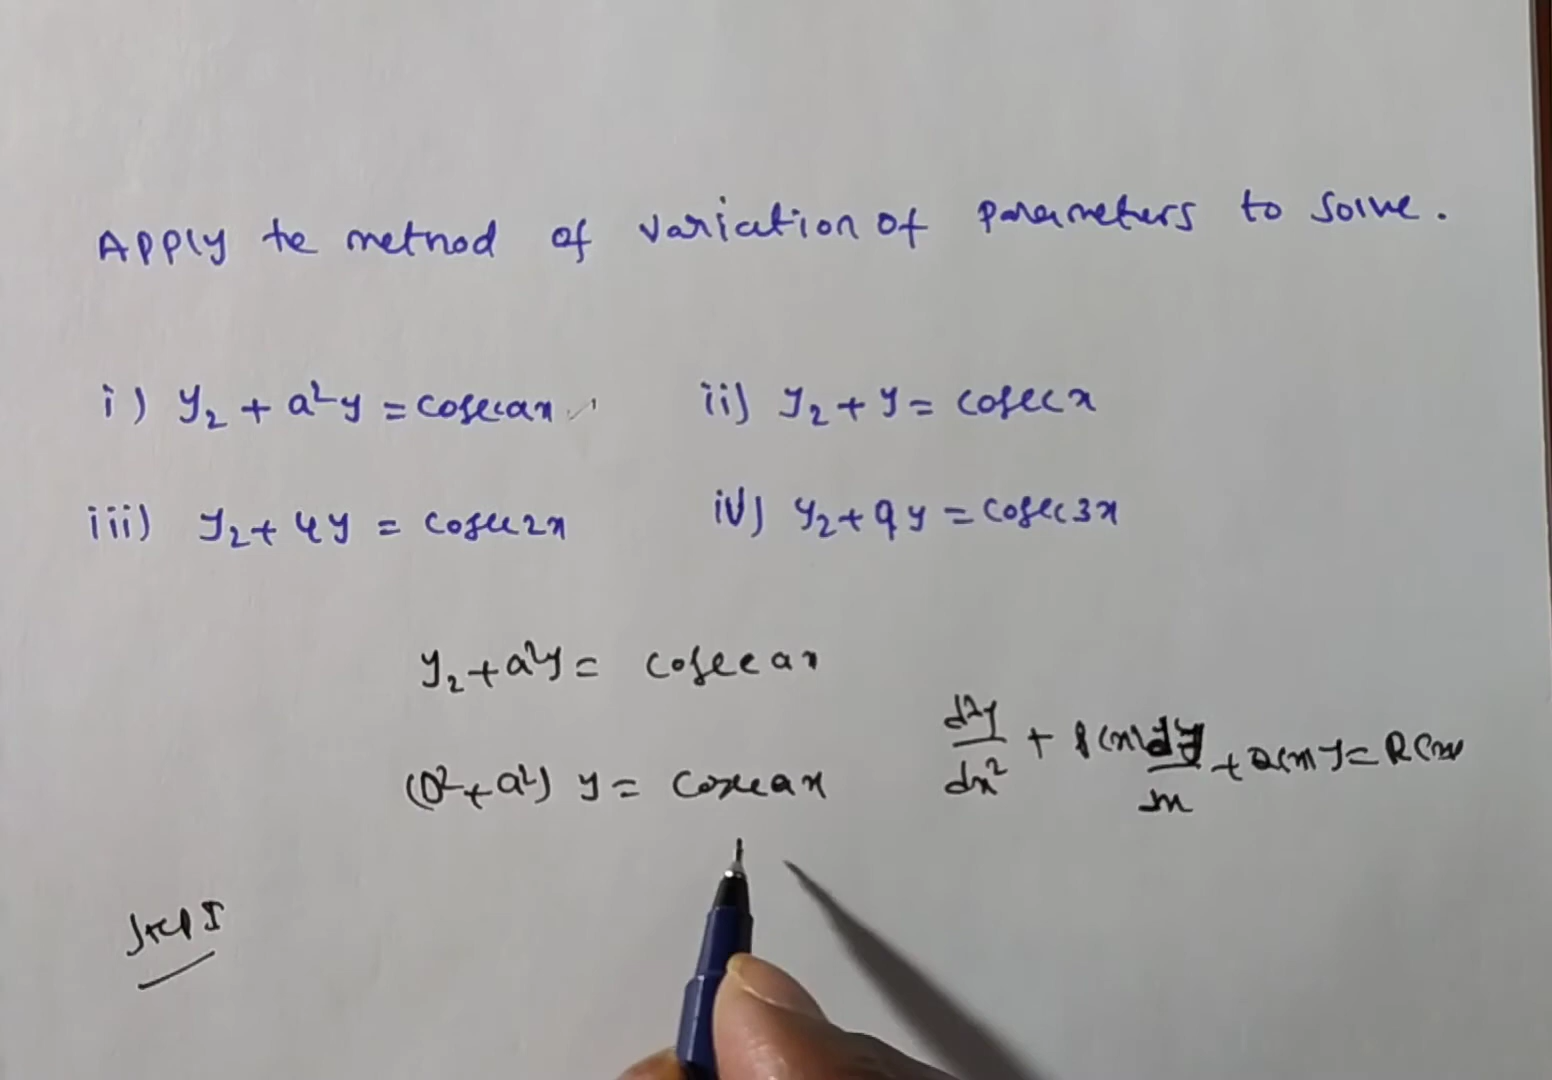 Apply te method of variation of parameters to solve.
i) y₂ + a²y = cosecax
ii) y₂ + y = cosecx
iii) y₂ + 4y = cosec2x
iv) y₂ + 9y = cosec3x
y₂ + a²y = cosecax
(D² + a²) y = cosecax
d²y/dx² + P(x) dy/dx + Q(x) y = R(x)
Step I